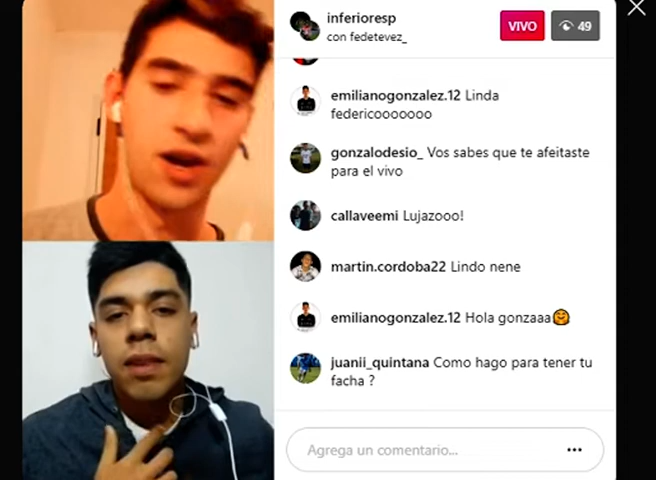 inferioresp
con fedetevez_
VIVO
49
emilianogonzalez.12 Linda
federicooooooo
gonzalodesio_ Vos sabes que te afeitaste
para el vivo
callaveemi Lujazooo!
martin.cordoba22 Lindo nene
emilianogonzalez.12 Hola gonzaaa🤗
juanii_quintana Como hago para tener tu
facha ?
Agrega un comentario...